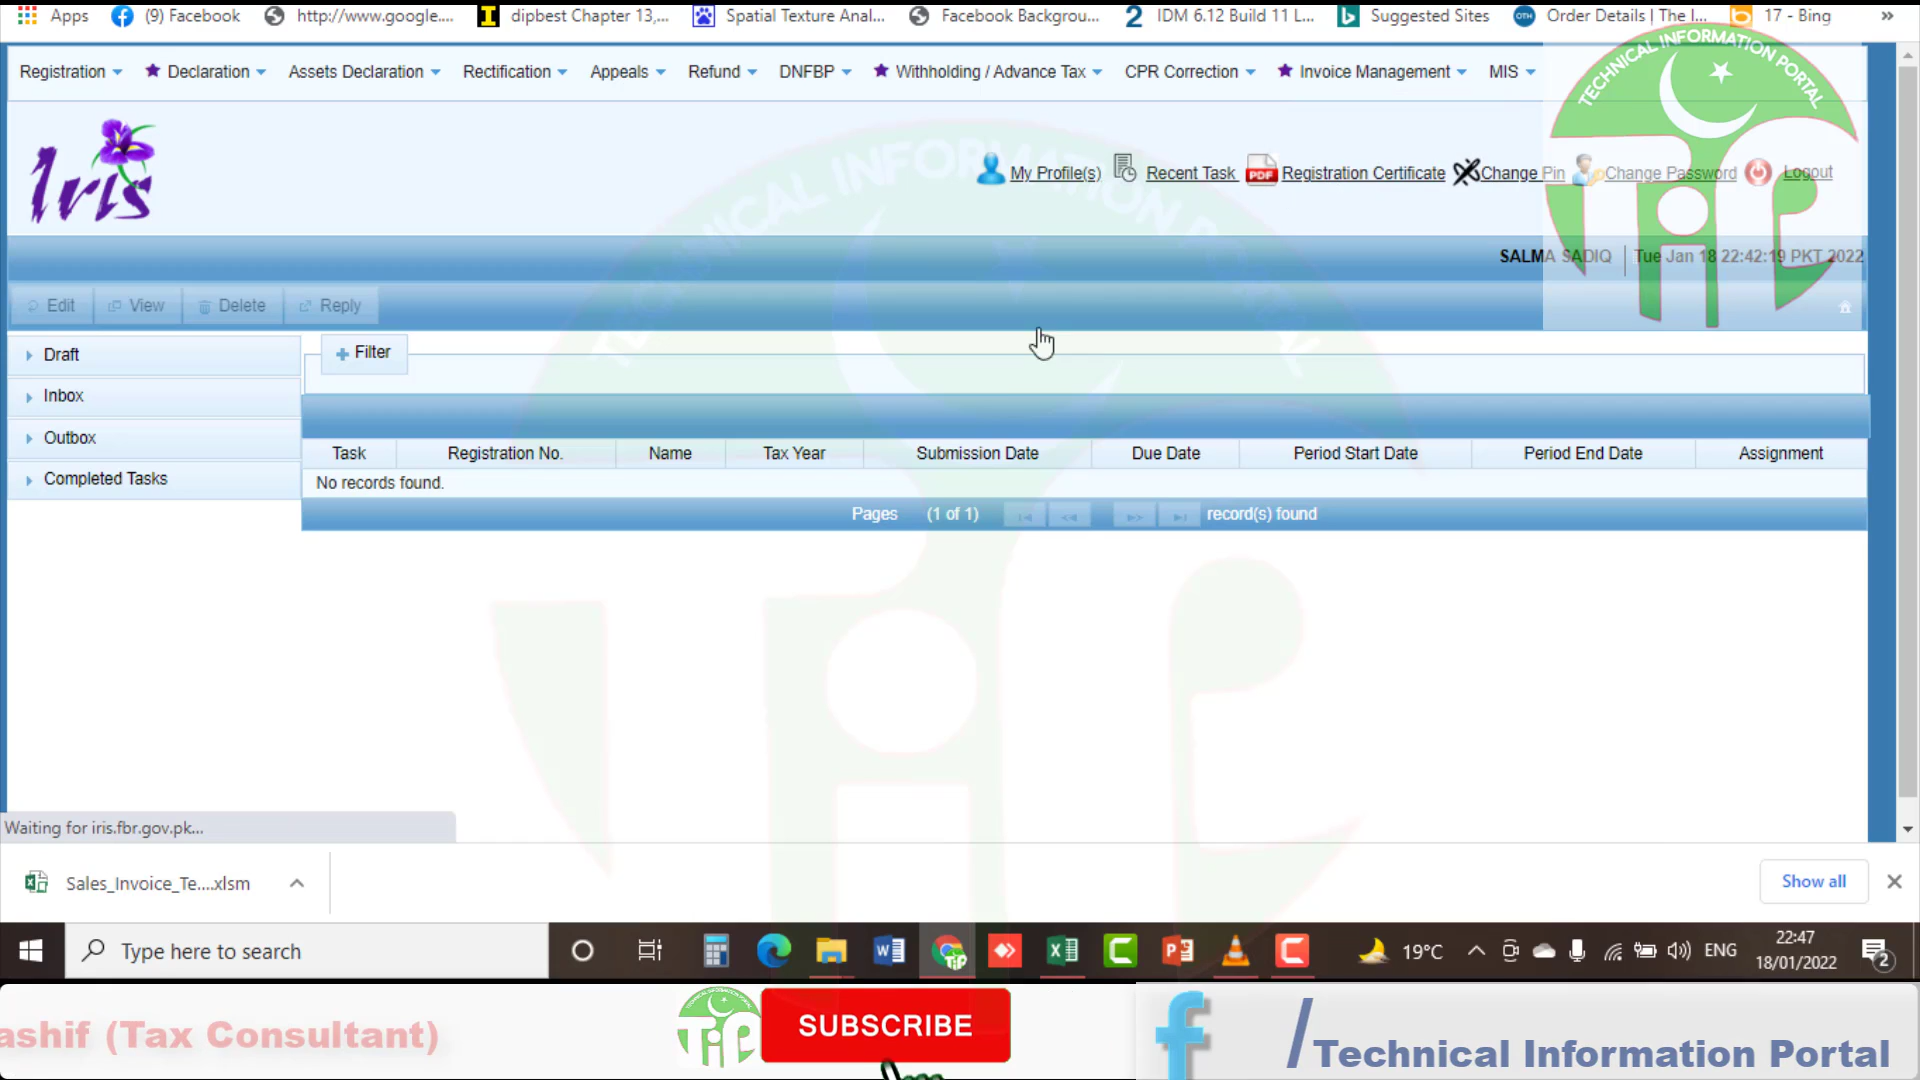 Apps (9) Facebook http://www.google.... dipbest Chapter 13,... Spatial Texture Anal... Facebook Backgrou... IDM 6.12 Build 11 L... Suggested Sites Order Details | The I... 17 - Bing »
Registration Declaration Assets Declaration Rectification Appeals Refund DNFBP Withholding / Advance Tax CPR Correction Invoice Management MIS
TECHNICAL INFORMATION PORTAL
Iris
My Profile(s) Recent Task Registration Certificate Change Pin Change Password Logout
SALMA SADIQ Tue Jan 18 22:42:19 PKT 2022
Edit View Delete Reply
Draft
Filter
Inbox
Outbox
Completed Tasks
Task Registration No. Name Tax Year Submission Date Due Date Period Start Date Period End Date Assignment
No records found.
Pages (1 of 1) record(s) found
TECHNICAL INFORMATION PORTAL
Waiting for iris.fbr.gov.pk...
Sales_Invoice_Te....xlsm
Show all
Type here to search
19°C ENG
22:47
18/01/2022
2
ashif (Tax Consultant)
SUBSCRIBE
f /Technical Information Portal